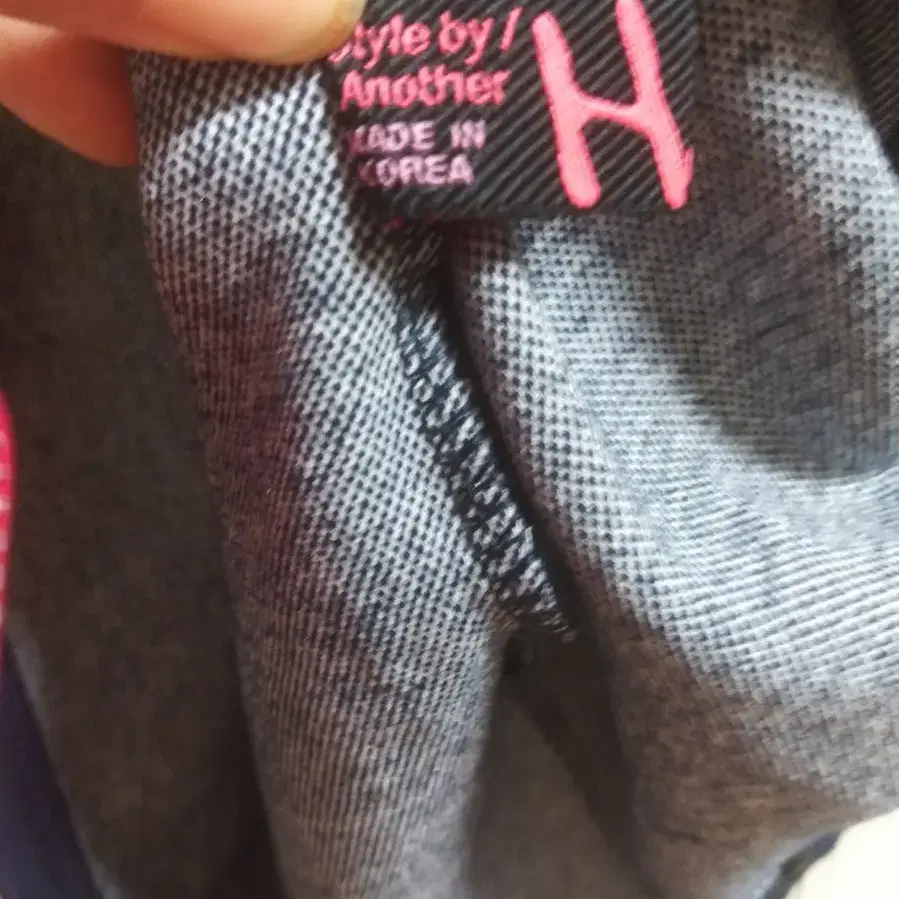 Style by /
Another
H
MADE IN
KOREA